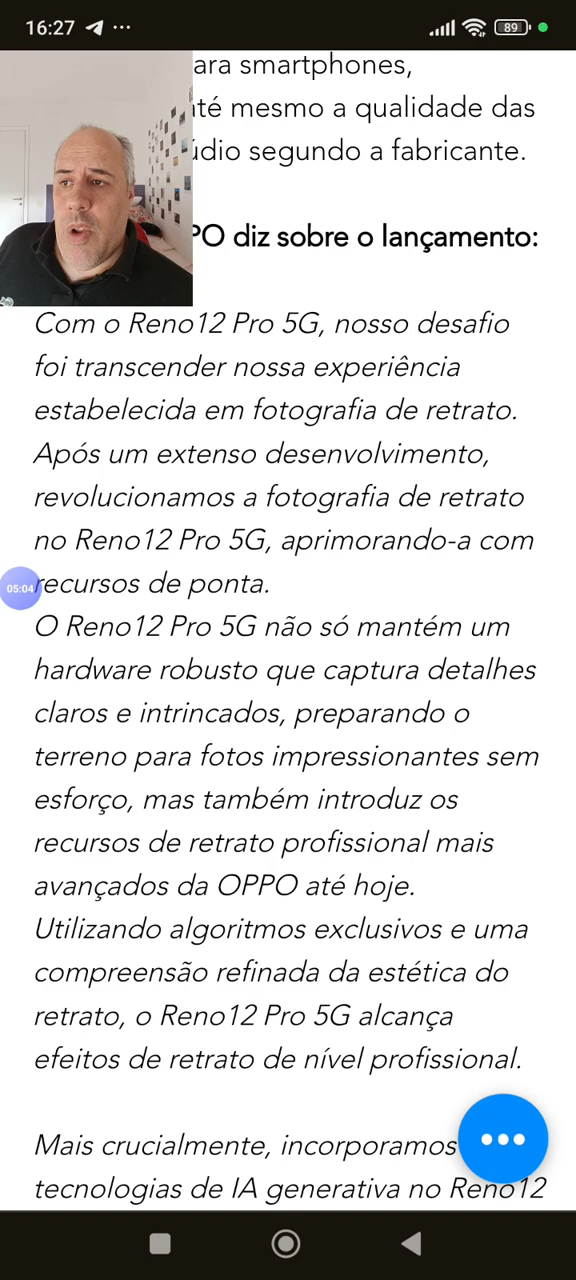 16:27
89
ara smartphones,
té mesmo a qualidade das
údio segundo a fabricante.
PO diz sobre o lançamento:
Com o Reno12 Pro 5G, nosso desafio
foi transcender nossa experiência
estabelecida em fotografia de retrato.
Após um extenso desenvolvimento,
revolucionamos a fotografia de retrato
no Reno12 Pro 5G, aprimorando-a com
05:04
recursos de ponta.
O Reno12 Pro 5G não só mantém um
hardware robusto que captura detalhes
claros e intrincados, preparando o
terreno para fotos impressionantes sem
esforço, mas também introduz os
recursos de retrato profissional mais
avançados da OPPO até hoje.
Utilizando algoritmos exclusivos e uma
compreensão refinada da estética do
retrato, o Reno12 Pro 5G alcança
efeitos de retrato de nível profissional.
Mais crucialmente, incorporamos
tecnologias de IA generativa no Reno12